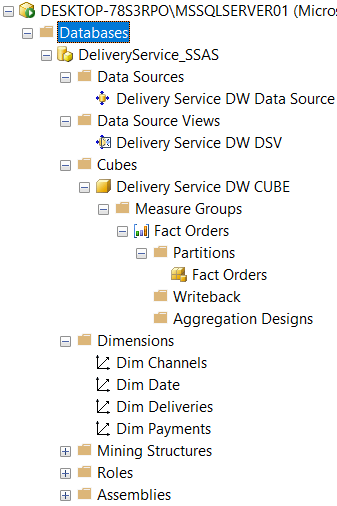 DESKTOP-78S3RPO\MSSQLSERVER01 (Micros
Databases
DeliveryService_SSAS
Data Sources
Delivery Service DW Data Source
Data Source Views
Delivery Service DW DSV
Cubes
Delivery Service DW CUBE
Measure Groups
Fact Orders
Partitions
Fact Orders
Writeback
Aggregation Designs
Dimensions
Dim Channels
Dim Date
Dim Deliveries
Dim Payments
Mining Structures
Roles
Assemblies